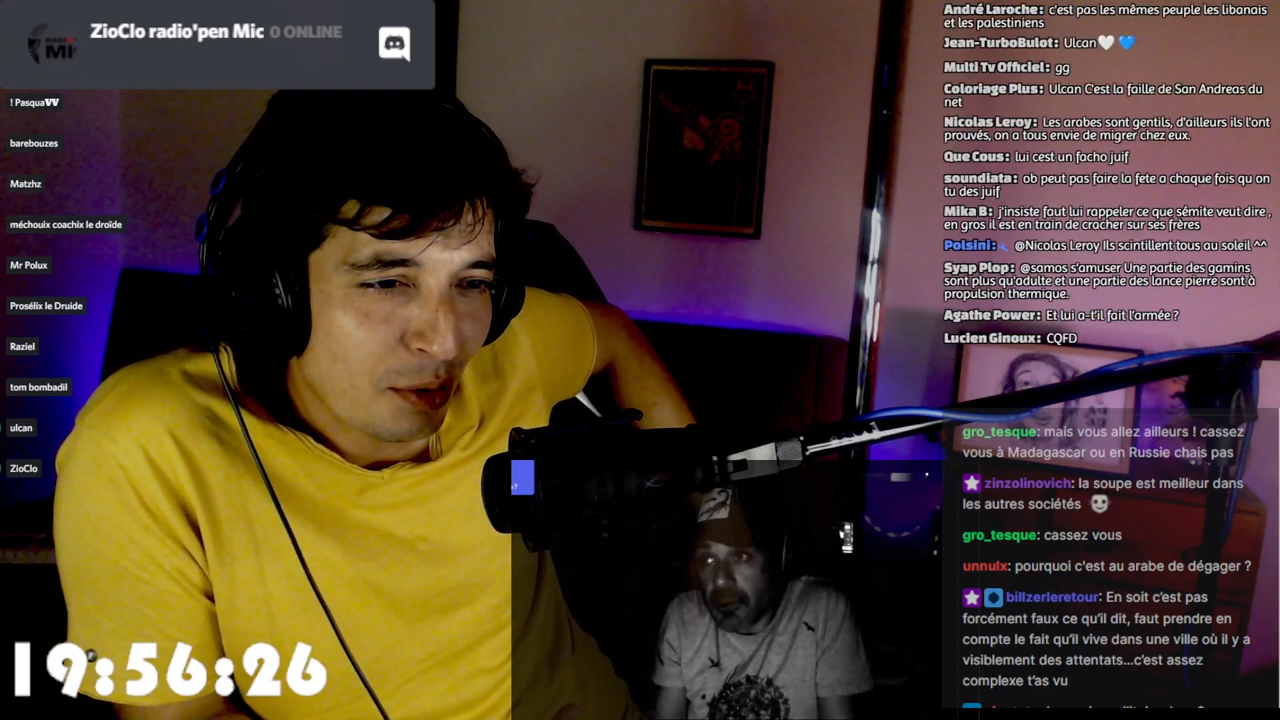 ZioClo radio'pen Mic 0 ONLINE
MI
! PasquaVV
barebouzes
Matzhz
méchouix coachix le droïde
Mr Polux
Prosélix le Druide
Raziel
tom bombadil
ulcan
ZioClo
19:56:26
André Laroche: c'est pas les mêmes peuple les libanais
et les palestiniens
Jean-TurboBulot: Ulcan🤍 💙
Multi Tv Officiel: gg
Coloriage Plus: Ulcan C'est la faille de San Andreas du
net
Nicolas Leroy: Les arabes sont gentils, d'ailleurs ils l'ont
prouvés, on a tous envie de migrer chez eux.
Que Cous: lui cest un facho juif
soundiata: ob peut pas faire la fete a chaque fois qu on
tu des juif
Mika B: j'insiste faut lui rappeler ce que sémite veut dire ,
en gros il est en train de cracher sur ses frères
Polsini: @Nicolas Leroy Ils scintillent tous au soleil ^^
Syap Plop: @samos s'amuser Une partie des gamins
sont plus qu'adulte et une partie des lance pierre sont à
propulsion thermique.
Agathe Power: Et lui a-t'il fait l'armée ?
Lucien Ginoux: CQFD
gro_tesque: mais vous allez ailleurs ! cassez
vous à Madagascar ou en Russie chais pas
zinzolinovich: la soupe est meilleur dans
les autres sociétés
gro_tesque: cassez vous
unnulx: pourquoi c'est au arabe de dégager ?
billzerleretour: En soit c'est pas
forcément faux ce qu'il dit, faut prendre en
compte le fait qu'il vive dans une ville où il y a
visiblement des attentats...c'est assez
complexe t'as vu